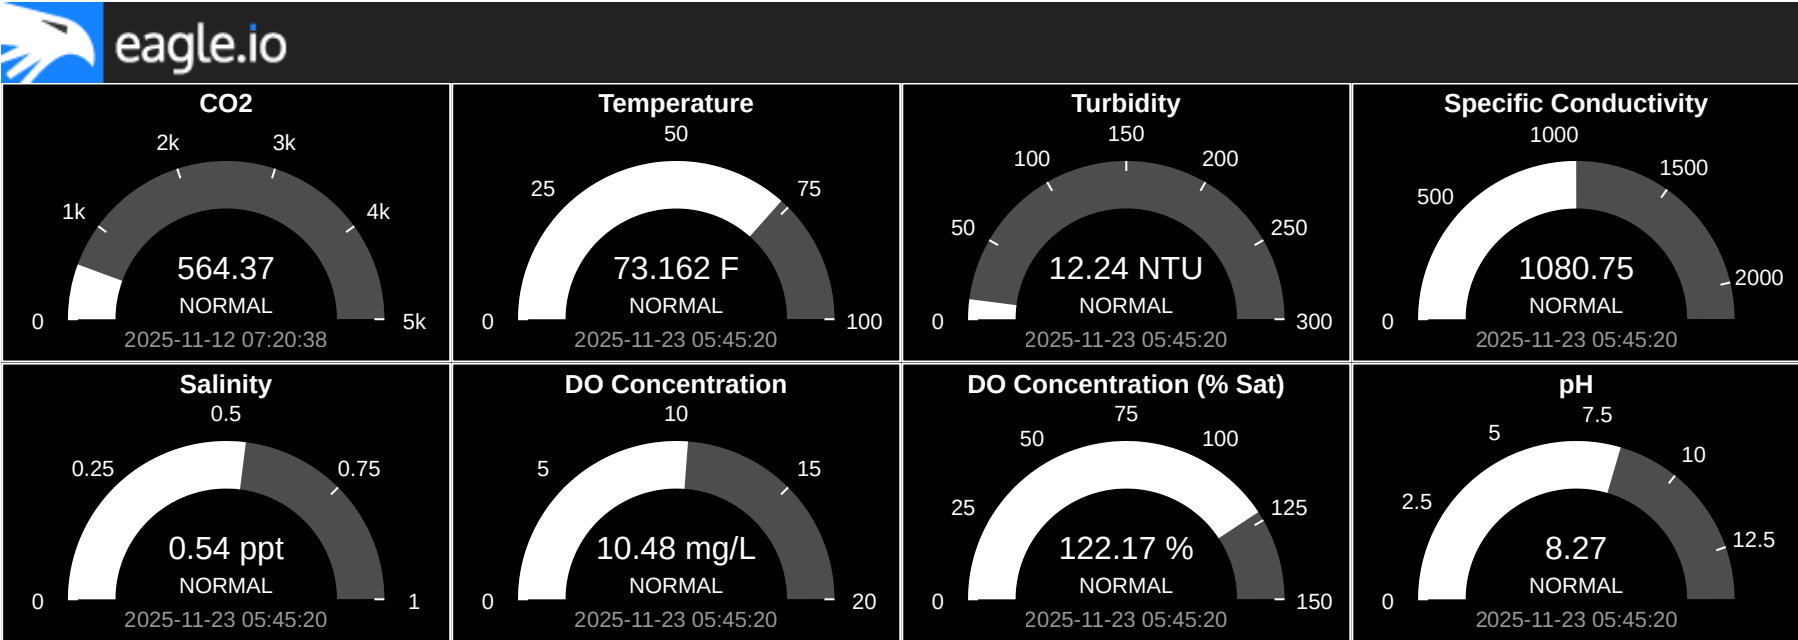 eagle.io
CO2
2k
3k
1k
4k
564.37
NORMAL
0
5k
2025-11-12 07:20:38
Temperature
50
25
75
73.162 F
NORMAL
0
100
2025-11-23 05:45:20
Turbidity
150
100
200
50
250
12.24 NTU
NORMAL
0
300
2025-11-23 05:45:20
Specific Conductivity
1000
1500
500
2000
1080.75
NORMAL
0
2025-11-23 05:45:20
Salinity
0.5
0.25
0.75
0.54 ppt
NORMAL
0
1
2025-11-23 05:45:20
DO Concentration
10
5
15
10.48 mg/L
NORMAL
0
20
2025-11-23 05:45:20
DO Concentration (% Sat)
75
50
100
25
125
122.17 %
NORMAL
0
150
2025-11-23 05:45:20
pH
7.5
5
10
2.5
12.5
8.27
NORMAL
0
2025-11-23 05:45:20